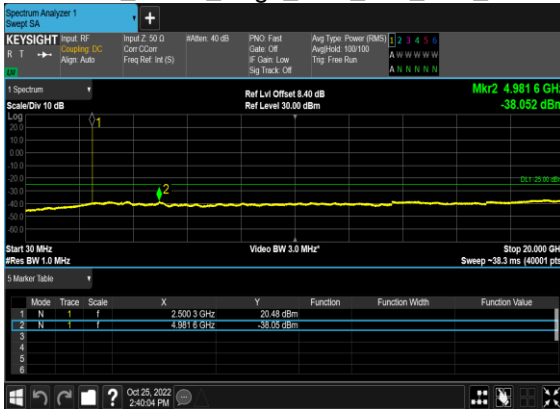 Spectrum Analyzer 1
Swept SA
+
KEYSIGHT Input: RF Input Z: 50 Ω #Atten: 40 dB PNO: Fast Avg Type: Power (RMS) 1 2 3 4 5 6
R T Coupling: DC Corr CCorr Gate: Off Avg|Hold: 100/100 A W W W W W
Align: Auto Freq Ref: Int (S) IF Gain: Low Trig: Free Run
Sig Track: Off A N N N N N
1 Spectrum Ref Lvl Offset 8.40 dB Mkr2 4.981 6 GHz
Scale/Div 10 dB Ref Level 30.00 dBm -38.052 dBm
Log
20.0 1
10.0
0.00
-10.0
-20.0 DL1 -25.00 dBm
-30.0 2
-40.0
-50.0
-60.0
Start 30 MHz Video BW 3.0 MHz* Stop 20.000 GHz
#Res BW 1.0 MHz Sweep ~38.3 ms (40001 pts)
5 Marker Table
Mode Trace Scale X Y Function Function Width Function Value
1 N 1 f 2.500 3 GHz 20.48 dBm
2 N 1 f 4.981 6 GHz -38.05 dBm
3
4
5
6
? Oct 25, 2022
2:40:04 PM